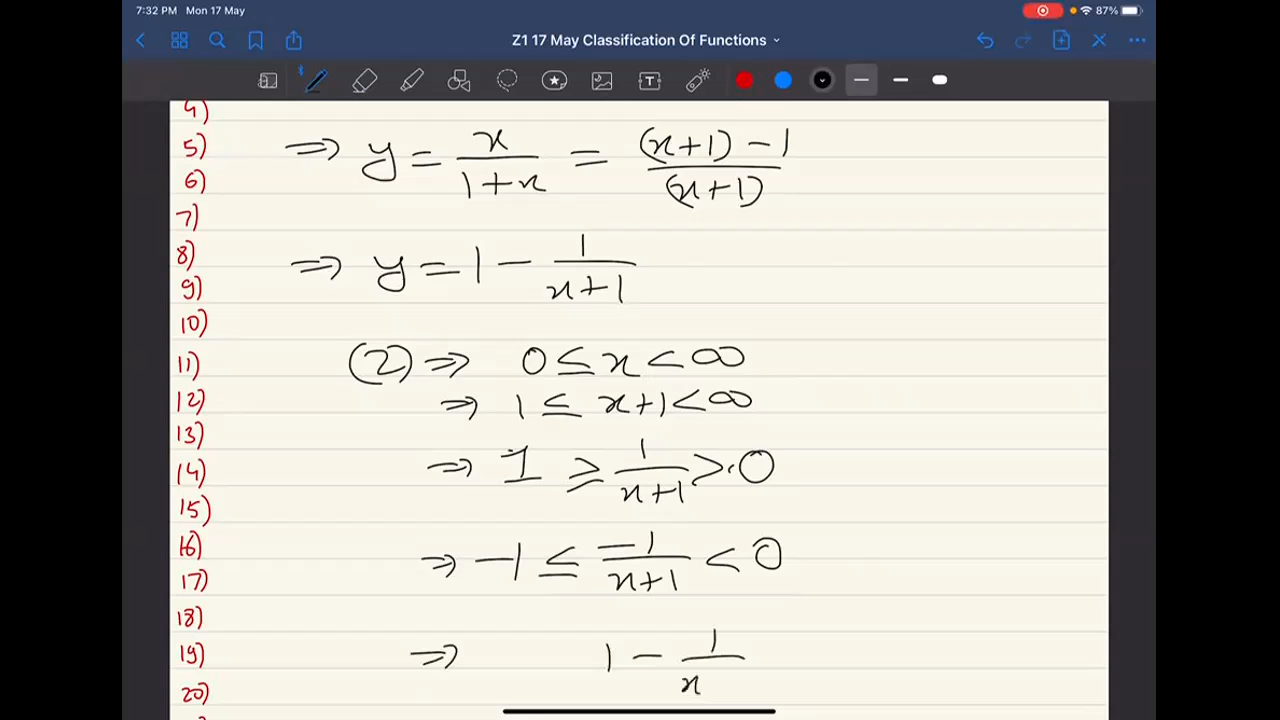 7:32 PM Mon 17 May 87%
Z1 17 May Classification Of Functions
4)
5) ⇒ y = x/(1+x) = ((x+1) - 1)/(x+1)
6)
7)
8) ⇒ y = 1 - 1/(x+1)
9)
10)
11) (2) ⇒ 0 ≤ x < ∞
12) ⇒ 1 ≤ x+1 < ∞
13)
14) ⇒ 1 ≥ 1/(x+1) > 0
15)
16) ⇒ -1 ≤ -1/(x+1) < 0
17)
18)
19) ⇒ 1 - 1/x
20)